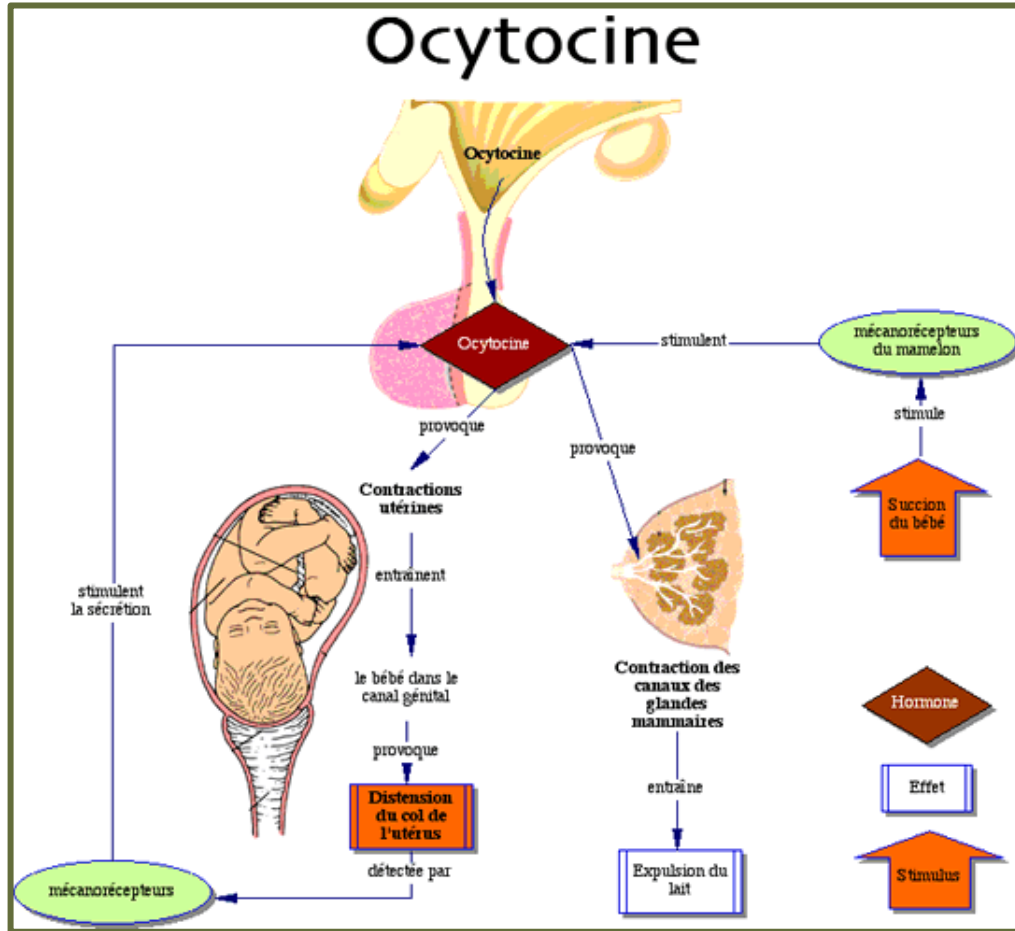 Ocytocine
Ocytocine
Ocytocine
stimulent
mécanorécepteurs
du mamelon
stimule
Succion
du bébé
provoque
provoque
Contractions
utérines
entraînent
stimulent
la sécrétion
le bébé dans le
canal génital
provoque
Distension
du col de
l'utérus
détectée par
mécanorécepteurs
Contraction des
canaux des
glandes
mammaires
entraîne
Expulsion du
lait
Hormone
Effet
Stimulus